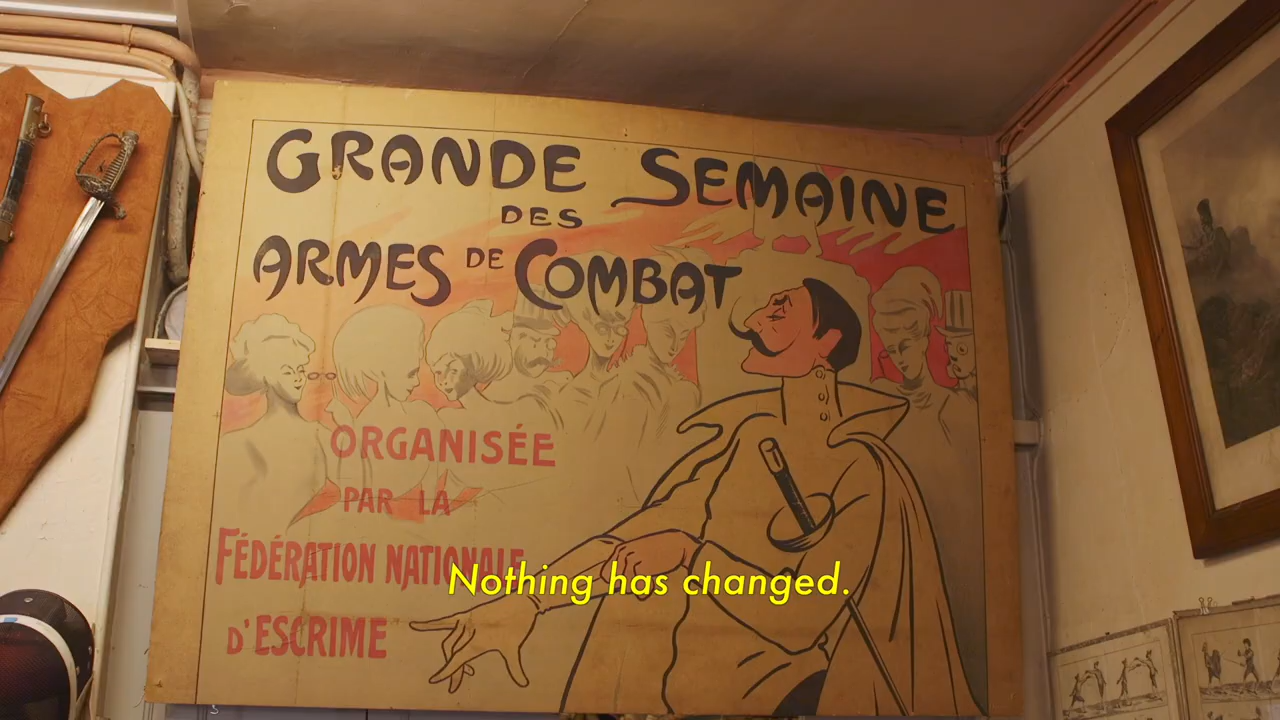 GRANDE SEMAINE
DES
ARMES DE COMBAT
ORGANISÉE
PAR LA
FÉDÉRATION NATIONALE
D'ESCRIME
Nothing has changed.